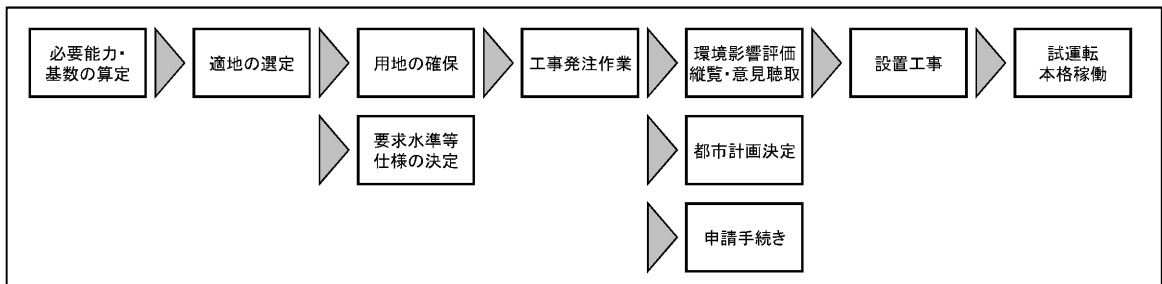 必要能力・
基数の算定
適地の選定
用地の確保
工事発注作業
環境影響評価
縦覧・意見聴取
設置工事
試運転
本格稼働
要求水準等
仕様の決定
都市計画決定
申請手続き